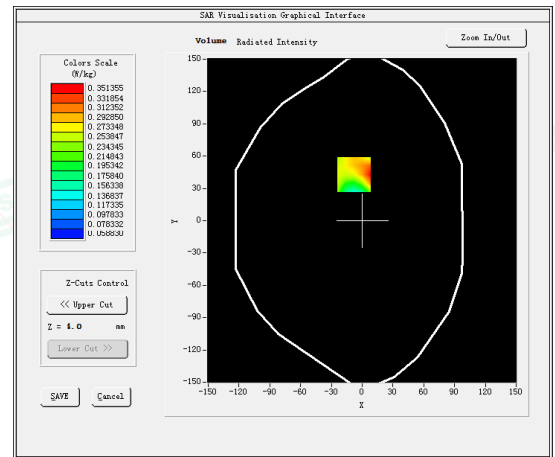 SAR Visualisation Graphical Interface
Volume Radiated Intensity
Zoom In/Out
Colors Scale
(W/kg)
0.351355
0.331854
0.312352
0.292850
0.273348
0.253847
0.234345
0.214843
0.195342
0.175840
0.156338
0.136837
0.117335
0.097833
0.078332
0.058830
Z-Cuts Control
<< Upper Cut
Z = 4.0 mm
Lower Cut >>
SAVE Cancel
150
120
90
60
30
0
-30
-60
-90
-120
-150
Y
-150 -120 -90 -60 -30 0 30 60 90 120 150
X